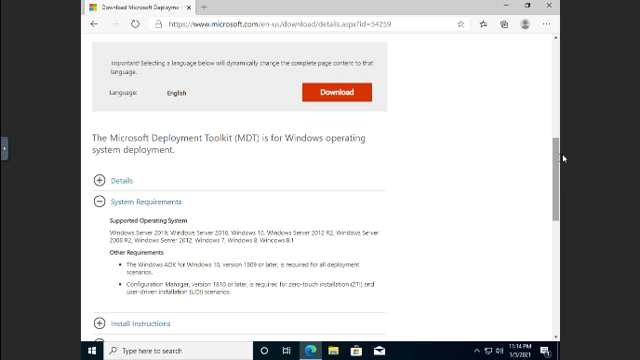 Download Microsoft Deployme
https://www.microsoft.com/en-us/download/details.aspx?id=54259
Important! Selecting a language below will dynamically change the complete page content to that
language.
Language: English Download
The Microsoft Deployment Toolkit (MDT) is for Windows operating
system deployment.
Details
System Requirements
Supported Operating System
Windows Server 2019, Windows Server 2016, Windows 10, Windows Server 2012 R2, Windows Server
2008 R2, Windows Server 2012, Windows 7, Windows 8, Windows 8.1
Other Requirements
The Windows ADK for Windows 10, version 1809 or later, is required for all deployment
scenarios.
Configuration Manager, version 1810 or later, is required for zero-touch installation (ZTI) and
user-driven installation (UDI) scenarios.
Install Instructions
Type here to search
11:14 PM
1/5/2021